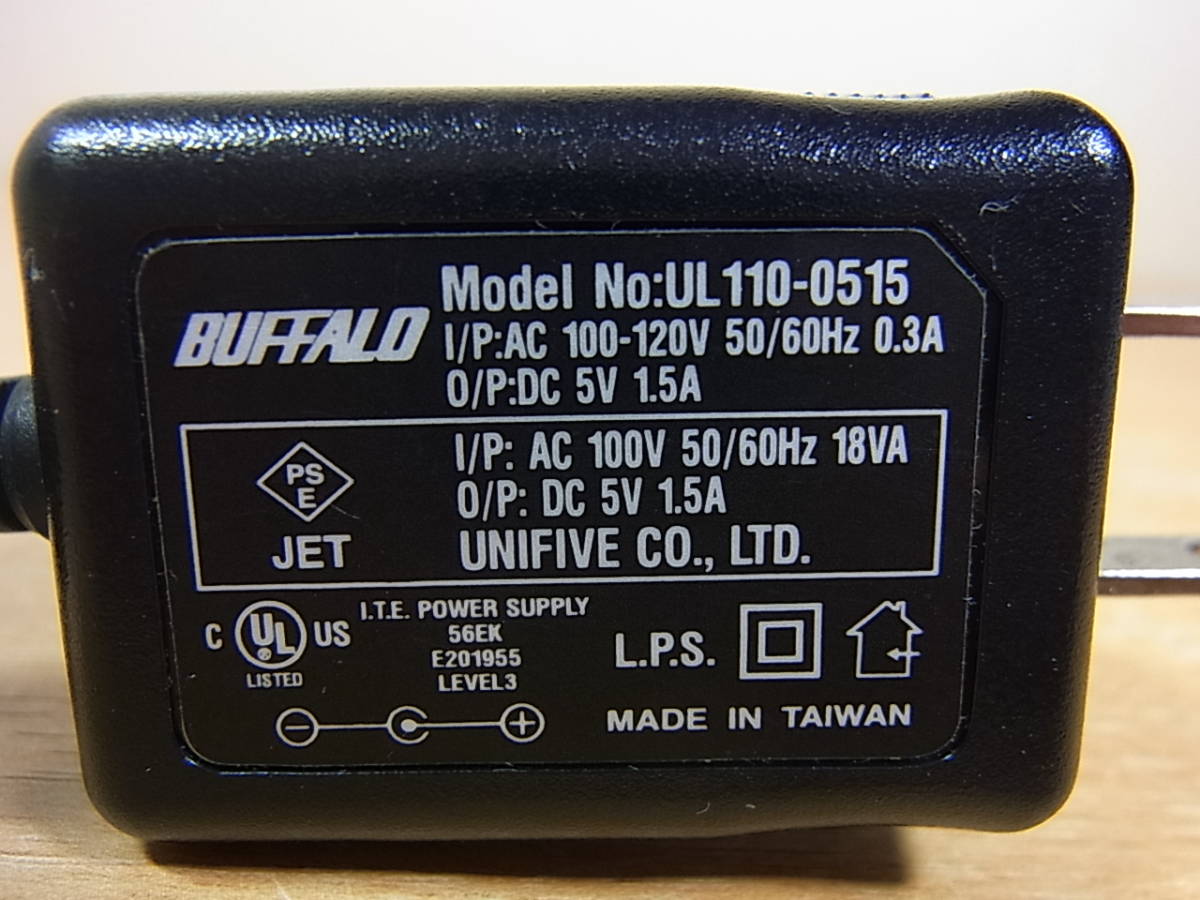 BUFFALO
Model No:UL110-0515
I/P:AC 100-120V 50/60Hz 0.3A
O/P:DC 5V 1.5A
PS
E
JET
I/P: AC 100V 50/60Hz 18VA
O/P: DC 5V 1.5A
UNIFIVE CO., LTD.
C UL® US
LISTED
I.T.E. POWER SUPPLY
56EK
E201955
LEVEL3
L.P.S.
MADE IN TAIWAN